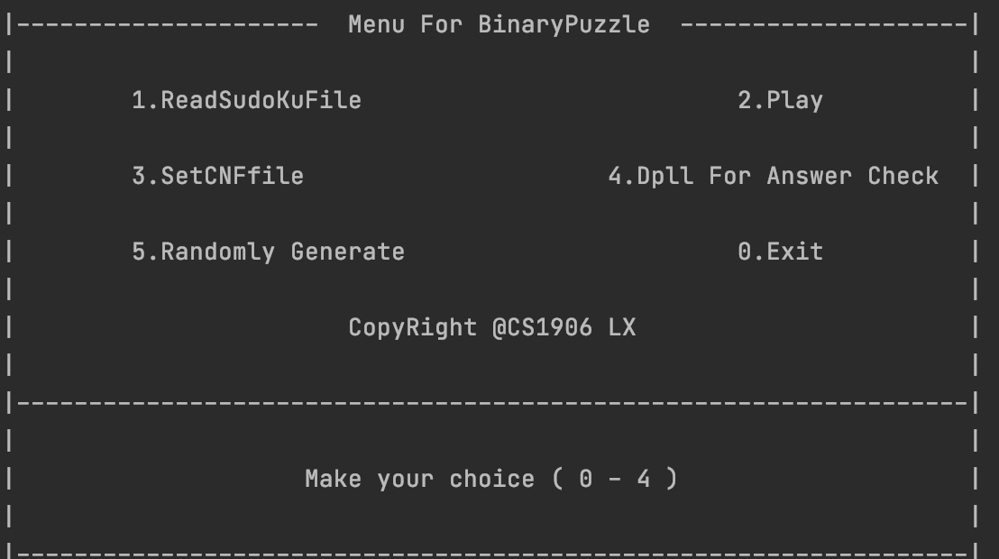 |--------------------- Menu For BinaryPuzzle --------------------|
1.ReadSudoKuFile 2.Play
3.SetCNFfile 4.Dpll For Answer Check
5.Randomly Generate 0.Exit
CopyRight @CS1906 LX
|------------------------------------------------------------------|
Make your choice ( 0 - 4 )
|------------------------------------------------------------------|